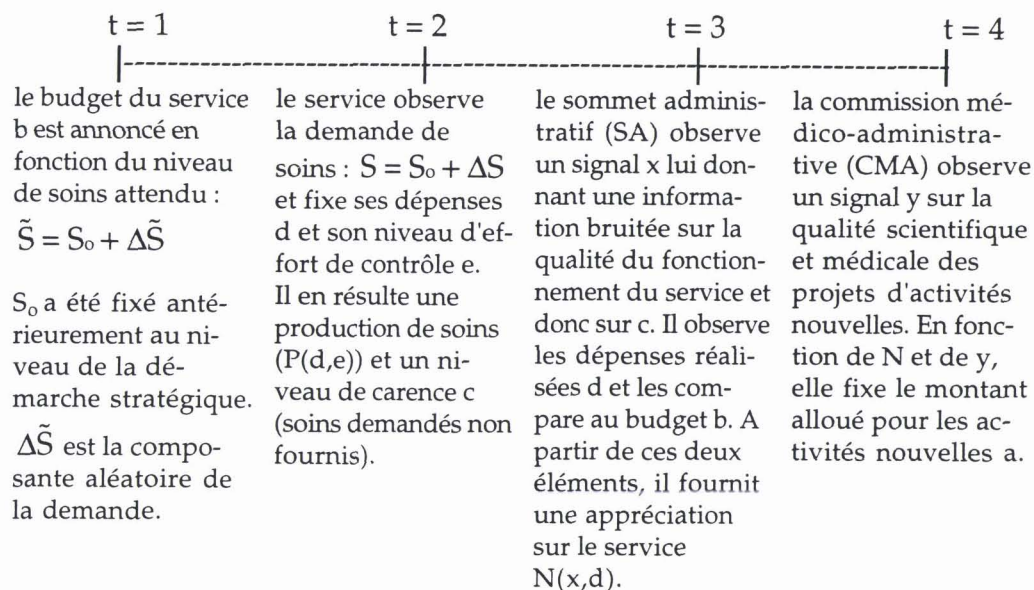 t = 1
t = 2
t = 3
t = 4
le budget du service
b est annoncé en
fonction du niveau
de soins attendu :
S̃ = S₀ + ΔS̃
S₀ a été fixé anté-
rieurement au ni-
veau de la dé-
marche stratégique.
ΔS̃ est la compo-
sante aléatoire de
la demande.
le service observe
la demande de
soins : S = S₀ + ΔS
et fixe ses dépenses
d et son niveau d'ef-
fort de contrôle e.
Il en résulte une
production de soins
(P(d,e)) et un ni-
veau de carence c
(soins demandés non
fournis).
le sommet adminis-
tratif (SA) observe
un signal x lui don-
nant une informa-
tion bruitée sur la
qualité du fonction-
nement du service et
donc sur c. Il observe
les dépenses réali-
sées d et les com-
pare au budget b. A
partir de ces deux
éléments, il fournit
une appréciation
sur le service
N(x,d).
la commission mé-
dico-administra-
tive (CMA) observe
un signal y sur la
qualité scientifique
et médicale des
projets d'activités
nouvelles. En fonc-
tion de N et de y,
elle fixe le montant
alloué pour les ac-
tivités nouvelles a.